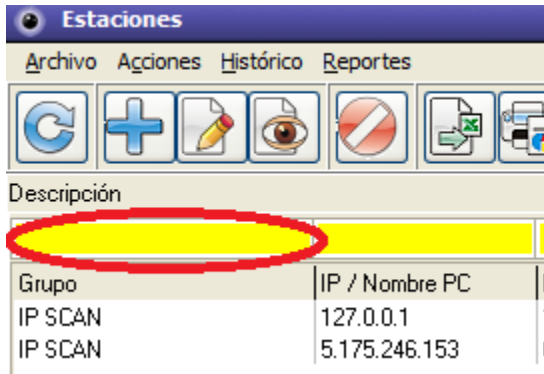 Estaciones
Archivo Acciones Histórico Reportes
Descripción
Grupo IP / Nombre PC
IP SCAN 127.0.0.1
IP SCAN 5.175.246.153